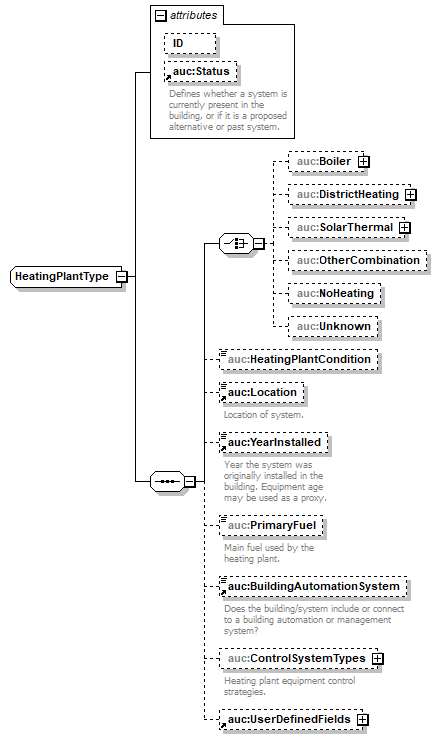 attributes
ID
auc:Status
Defines whether a system is
currently present in the
building, or if it is a proposed
alternative or past system.
auc:Boiler
auc:DistrictHeating
auc:SolarThermal
auc:OtherCombination
auc:NoHeating
auc:Unknown
HeatingPlantType
auc:HeatingPlantCondition
auc:Location
Location of system.
auc:YearInstalled
Year the system was
originally installed in the
building. Equipment age
may be used as a proxy.
auc:PrimaryFuel
Main fuel used by the
heating plant.
auc:BuildingAutomationSystem
Does the building/system include or connect
to a building automation or management
system?
auc:ControlSystemTypes
Heating plant equipment control
strategies.
auc:UserDefinedFields